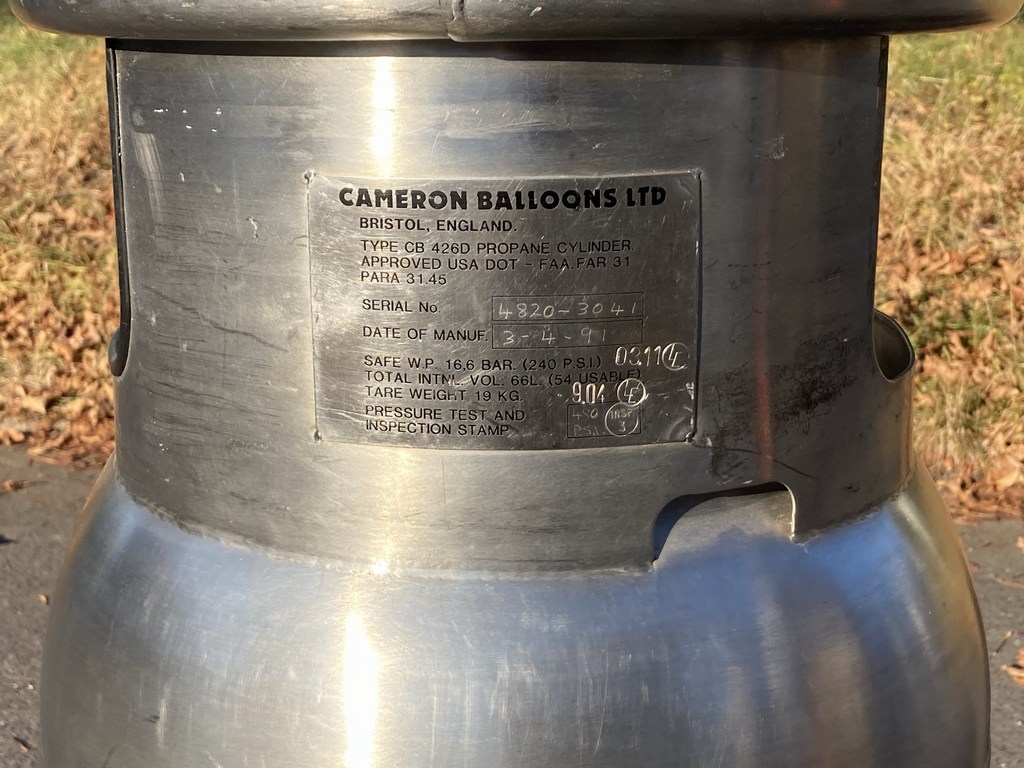 CAMERON BALLOONS LTD
BRISTOL, ENGLAND.
TYPE CB 426D PROPANE CYLINDER.
APPROVED USA DOT - FAA.FAR 31
PARA 31.45
SERIAL No. 4820-3041
DATE OF MANUF. 3-4-91
SAFE W.P. 16,6 BAR. (240 P.S.I.) 0311
TOTAL INTNL. VOL. 66L. (54 USABLE)
TARE WEIGHT 19 KG. 9.04
PRESSURE TEST AND
INSPECTION STAMP
P.S.I. INSP 3